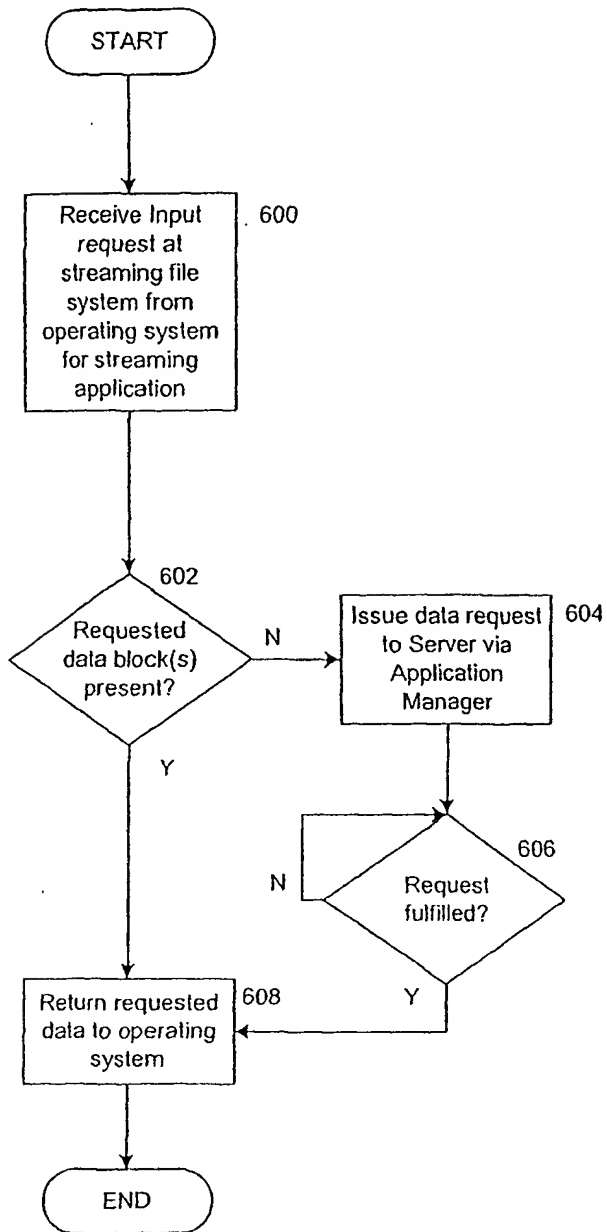 START
Receive Input
request at
streaming file
system from
operating system
for streaming
application
600
602
Requested
data block(s)
present?
N
Y
Issue data request
to Server via
Application
Manager
604
606
Request
fulfilled?
N
Y
Return requested
data to operating
system
608
END